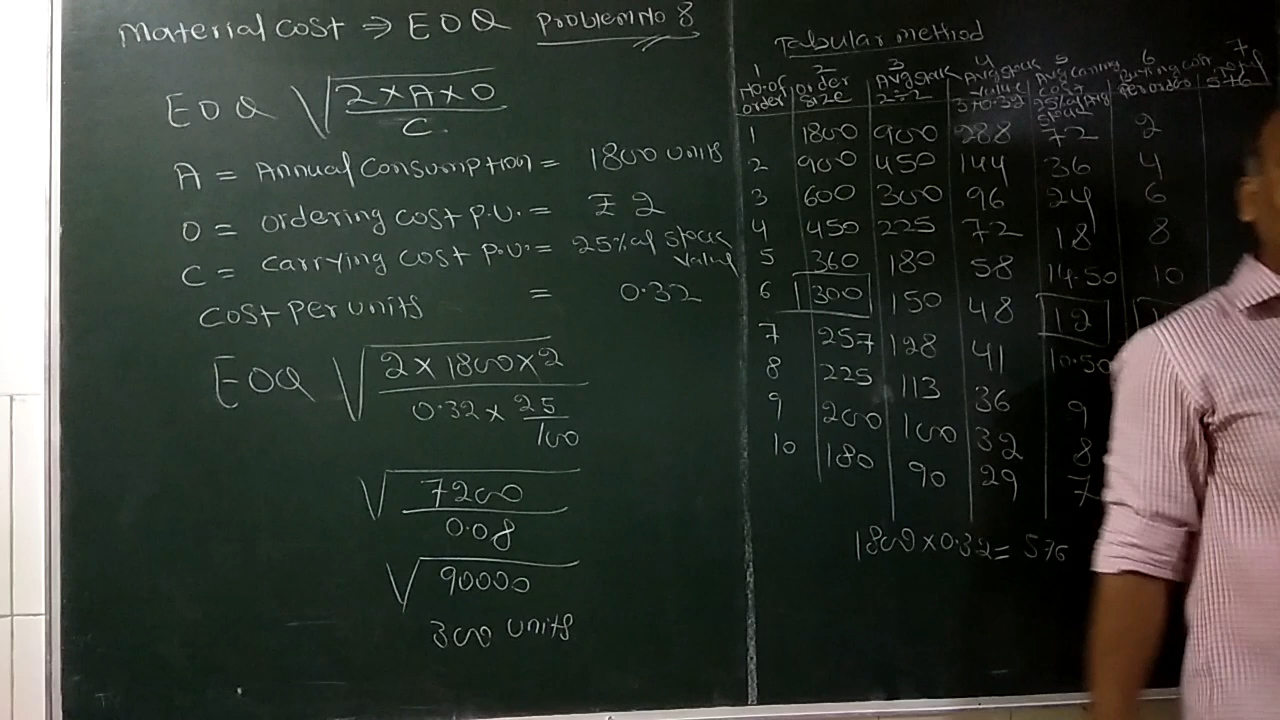 Material cost ⇒ EOQ Problem No 8
EOQ √ 2×A×O / C
A = Annual Consumption = 1800 units
O = ordering cost p.u. = ₹ 2
C = carrying cost p.u. = 25% of stock value
cost per units = 0.32
EOQ √ 2 × 1800 × 2 / 0.32 × 25/100
√ 7200 / 0.08
√ 90000
300 units
Tabular method
1 2 3 4 5 6 7
No. of order | order size | Avg stock 2÷2 | Avg stock value 3×0.32 | Avg carrying cost 25% of Avg stock | Buying cost per order | 576
1 1800 900 288 72 2
2 900 450 144 36 4
3 600 300 96 24 6
4 450 225 72 18 8
5 360 180 58 14.50 10
6 300 150 48 12
7 257 128 41 10.50
8 225 113 36 9
9 200 100 32 8
10 180 90 29 7
1800 × 0.32 = 576